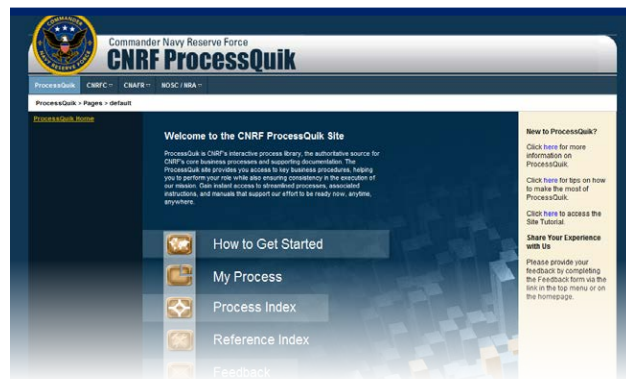 COMMANDER
NAVY RESERVE FORCE
Commander Navy Reserve Force
CNRF ProcessQuik
ProcessQuik CNRFC CNAFR NOSC / NRA
ProcessQuik > Pages > default
ProcessQuik Home
Welcome to the CNRF ProcessQuik Site
ProcessQuik is CNRF's interactive process library, the authoritative source for
CNRF's core business processes and supporting documentation. The
ProcessQuik site provides you access to key business procedures, helping
you to perform your role while also ensuring consistency in the execution of
our mission. Gain instant access to streamlined processes, associated
instructions, and manuals that support our effort to be ready now, anytime,
anywhere.
How to Get Started
My Process
Process Index
Reference Index
Feedback
New to ProcessQuik?
Click here for more
information on
ProcessQuik.
Click here for tips on how
to make the most of
ProcessQuik.
Click here to access the
Site Tutorial.
Share Your Experience
with Us
Please provide your
feedback by completing
the Feedback form via the
link in the top menu or on
the homepage.